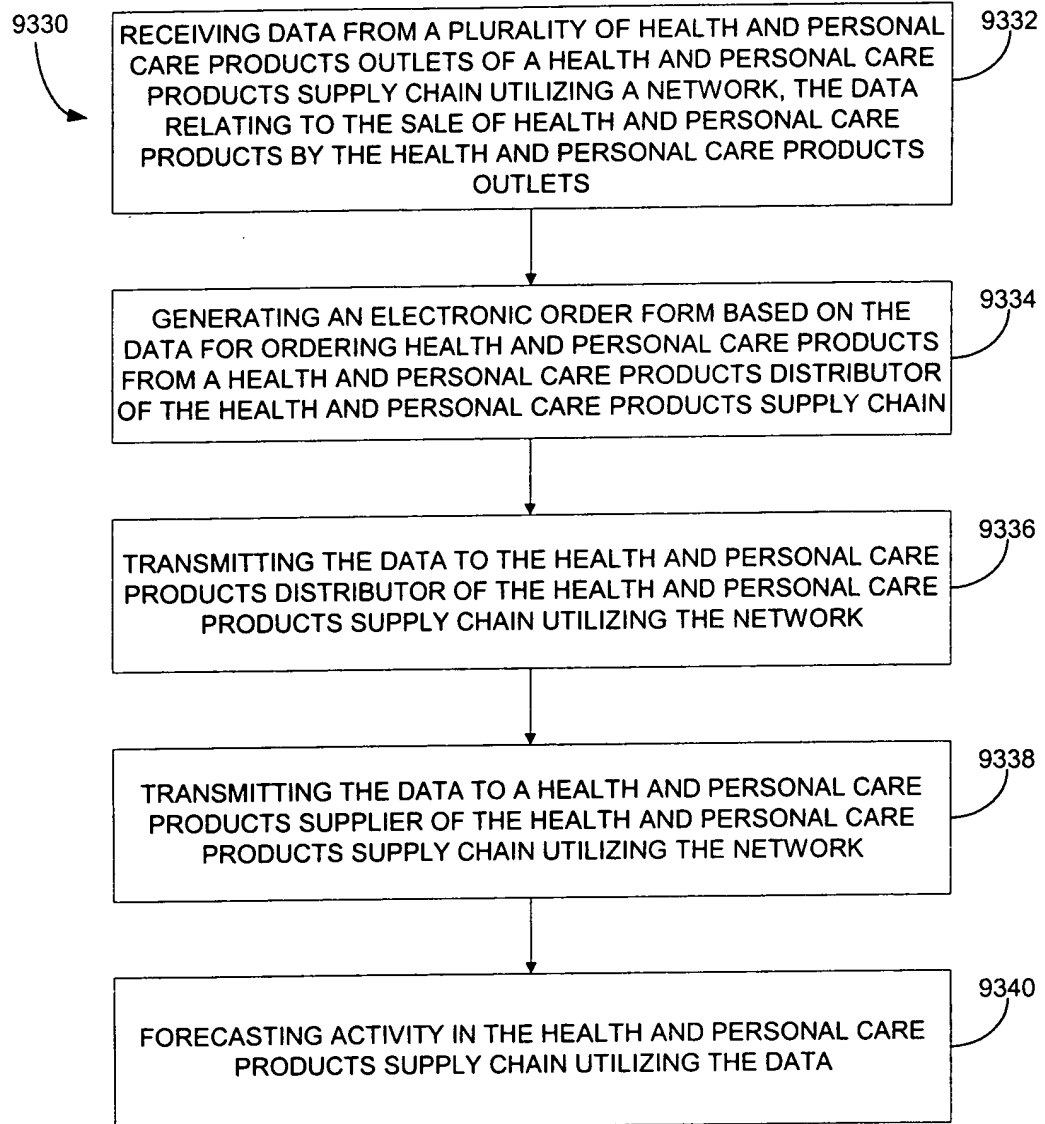 9330
RECEIVING DATA FROM A PLURALITY OF HEALTH AND PERSONAL
CARE PRODUCTS OUTLETS OF A HEALTH AND PERSONAL CARE
PRODUCTS SUPPLY CHAIN UTILIZING A NETWORK, THE DATA
RELATING TO THE SALE OF HEALTH AND PERSONAL CARE
PRODUCTS BY THE HEALTH AND PERSONAL CARE PRODUCTS
OUTLETS
9332
GENERATING AN ELECTRONIC ORDER FORM BASED ON THE
DATA FOR ORDERING HEALTH AND PERSONAL CARE PRODUCTS
FROM A HEALTH AND PERSONAL CARE PRODUCTS DISTRIBUTOR
OF THE HEALTH AND PERSONAL CARE PRODUCTS SUPPLY CHAIN
9334
TRANSMITTING THE DATA TO THE HEALTH AND PERSONAL CARE
PRODUCTS DISTRIBUTOR OF THE HEALTH AND PERSONAL CARE
PRODUCTS SUPPLY CHAIN UTILIZING THE NETWORK
9336
TRANSMITTING THE DATA TO A HEALTH AND PERSONAL CARE
PRODUCTS SUPPLIER OF THE HEALTH AND PERSONAL CARE
PRODUCTS SUPPLY CHAIN UTILIZING THE NETWORK
9338
FORECASTING ACTIVITY IN THE HEALTH AND PERSONAL CARE
PRODUCTS SUPPLY CHAIN UTILIZING THE DATA
9340